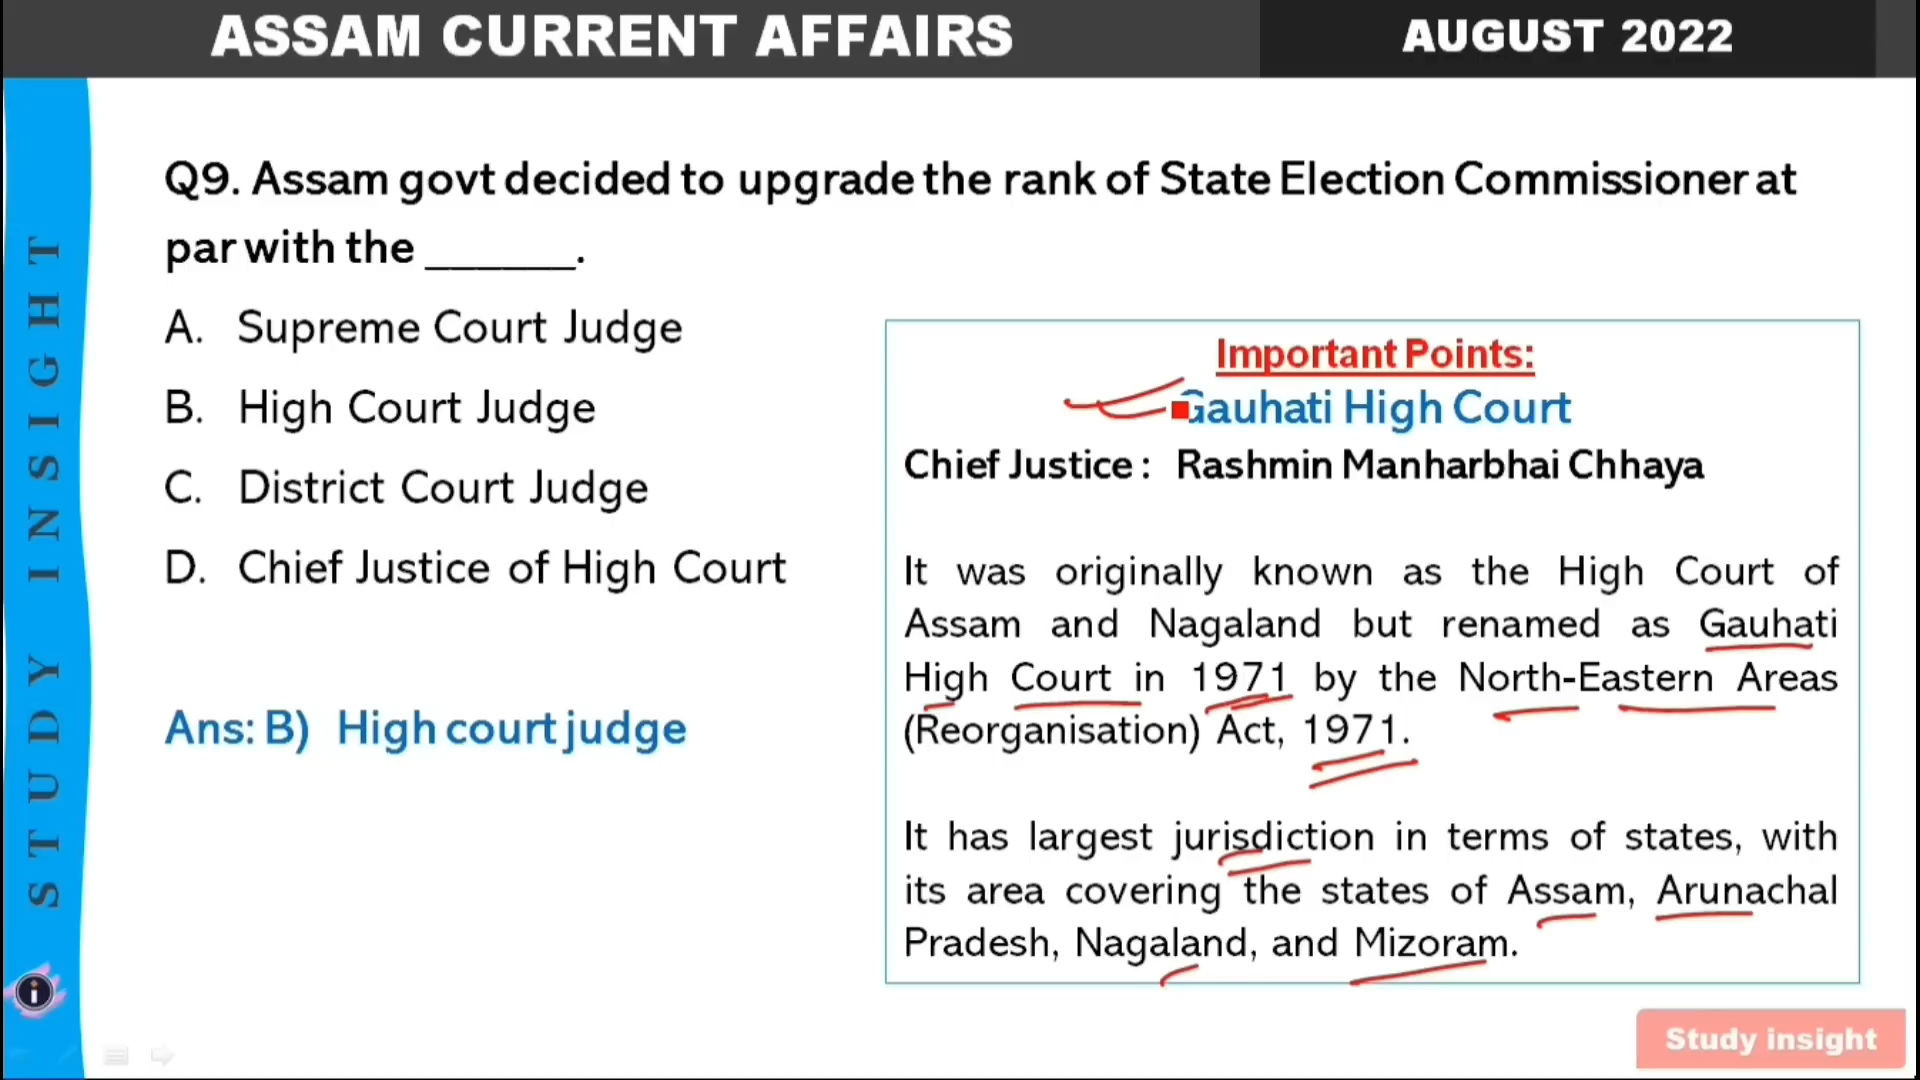 ASSAM CURRENT AFFAIRS
AUGUST 2022
STUDY INSIGHT
Q9. Assam govt decided to upgrade the rank of State Election Commissioner at
par with the ______.
A. Supreme Court Judge
B. High Court Judge
C. District Court Judge
D. Chief Justice of High Court
Ans: B) High court judge
Important Points:
Gauhati High Court
Chief Justice : Rashmin Manharbhai Chhaya
It was originally known as the High Court of
Assam and Nagaland but renamed as Gauhati
High Court in 1971 by the North-Eastern Areas
(Reorganisation) Act, 1971.
It has largest jurisdiction in terms of states, with
its area covering the states of Assam, Arunachal
Pradesh, Nagaland, and Mizoram.
i
Study insight